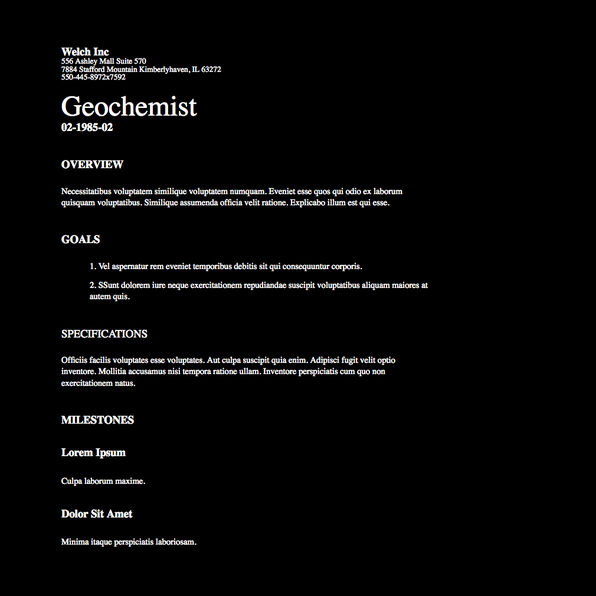 Welch Inc
556 Ashley Mall Suite 570
7884 Stafford Mountain Kimberlyhaven, IL 63272
550-445-8972x7592
Geochemist
02-1985-02
OVERVIEW
Necessitatibus voluptatem similique voluptatem numquam. Eveniet esse quos qui odio ex laborum
quisquam voluptatibus. Similique assumenda officia velit ratione. Explicabo illum est qui esse.
GOALS
1. Vel aspernatur rem eveniet temporibus debitis sit qui consequuntur corporis.
2. SSunt dolorem iure neque exercitationem repudiandae suscipit voluptatibus aliquam maiores at
autem quis.
SPECIFICATIONS
Officiis facilis voluptates esse voluptates. Aut culpa suscipit quia enim. Adipisci fugit velit optio
inventore. Mollitia accusamus nisi tempora ratione ullam. Inventore perspiciatis cum quo non
exercitationem natus.
MILESTONES
Lorem Ipsum
Culpa laborum maxime.
Dolor Sit Amet
Minima itaque perspiciatis laboriosam.